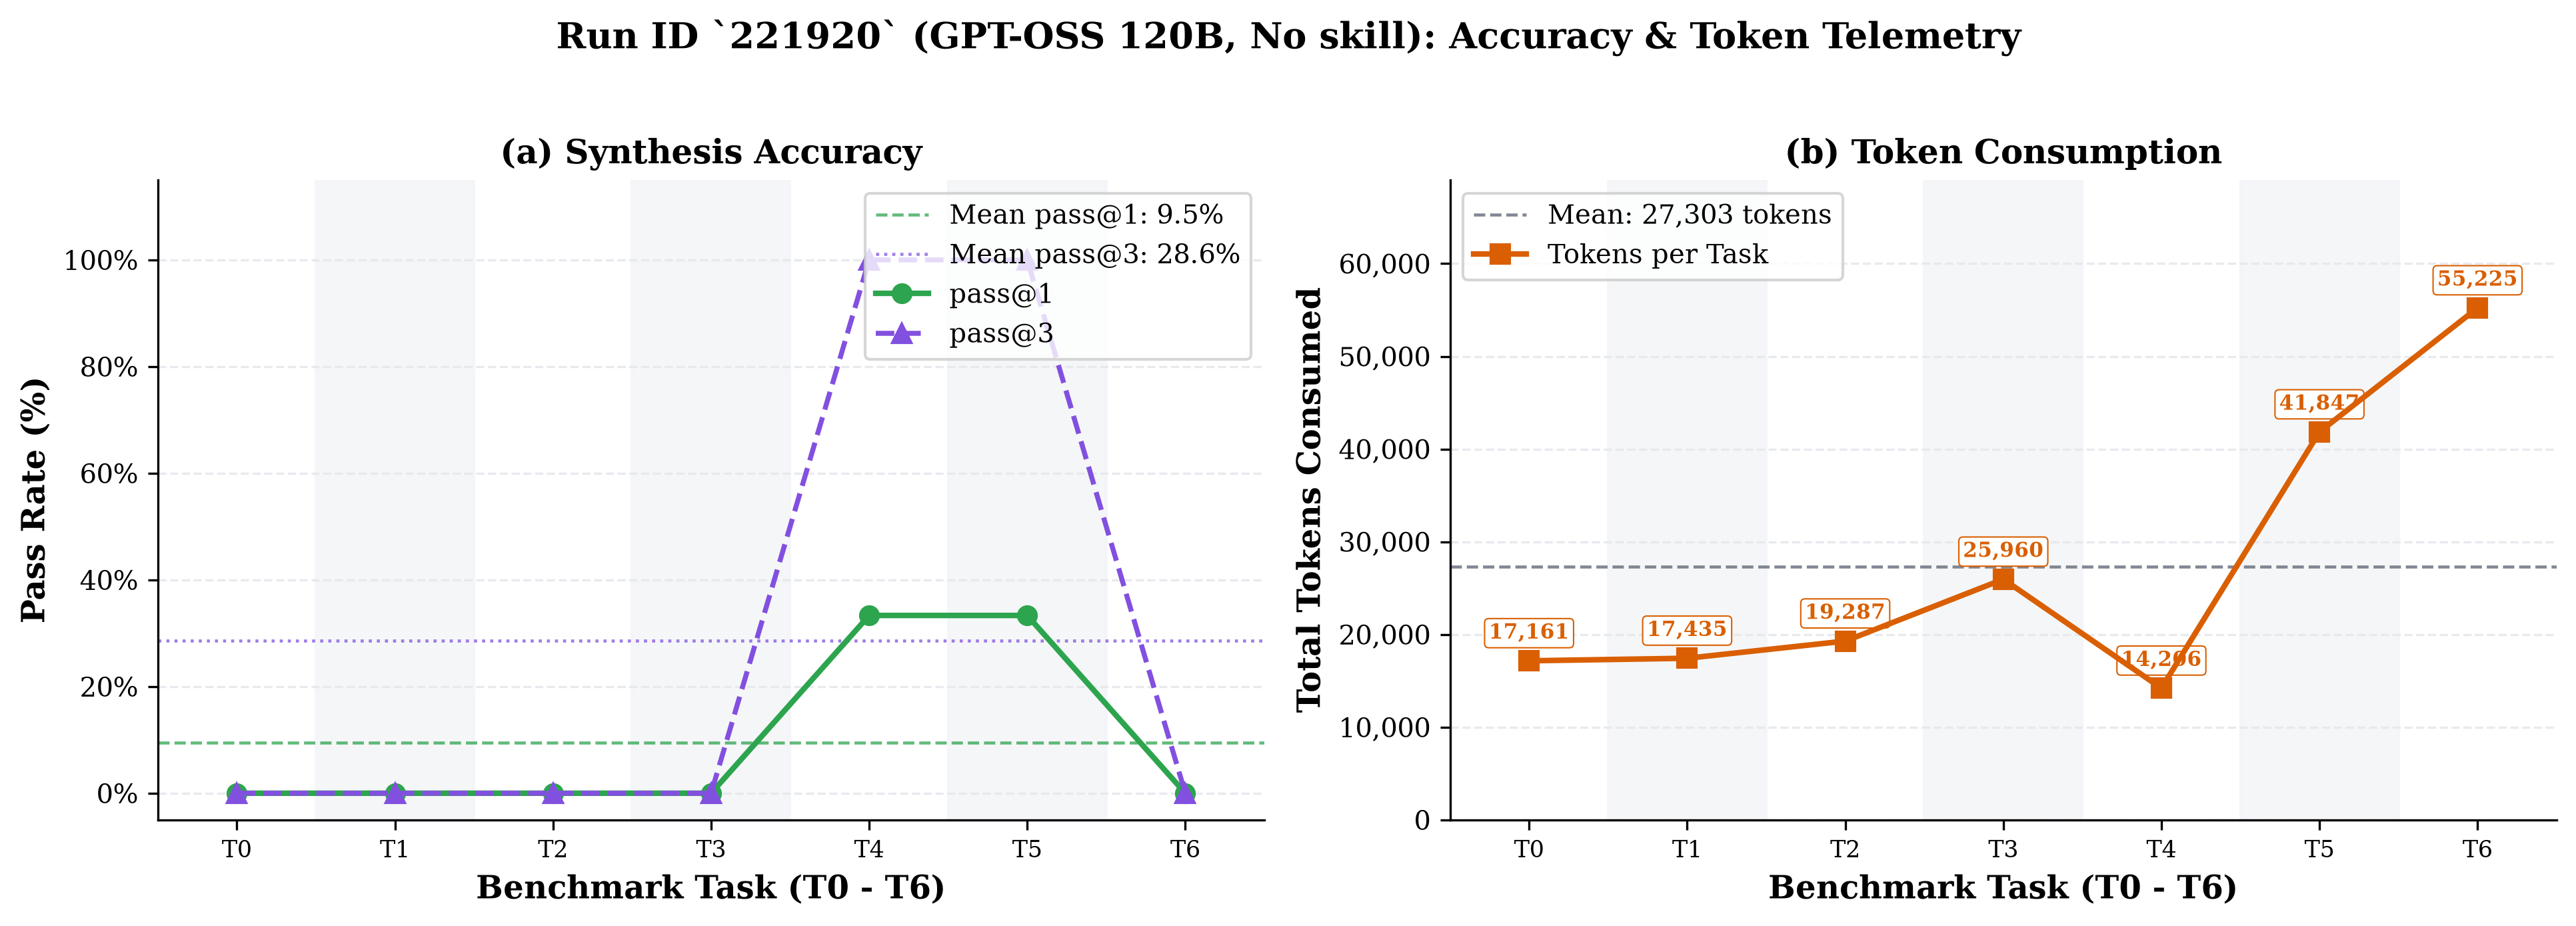 Run ID `221920` (GPT-OSS 120B, No skill): Accuracy & Token Telemetry
(a) Synthesis Accuracy
Pass Rate (%)
100%
80%
60%
40%
20%
0%
Mean pass@1: 9.5%
Mean pass@3: 28.6%
pass@1
pass@3
T0 T1 T2 T3 T4 T5 T6
Benchmark Task (T0 - T6)
(b) Token Consumption
Total Tokens Consumed
60,000
50,000
40,000
30,000
20,000
10,000
0
Mean: 27,303 tokens
Tokens per Task
17,161
17,435
19,287
25,960
14,206
41,847
55,225
T0 T1 T2 T3 T4 T5 T6
Benchmark Task (T0 - T6)